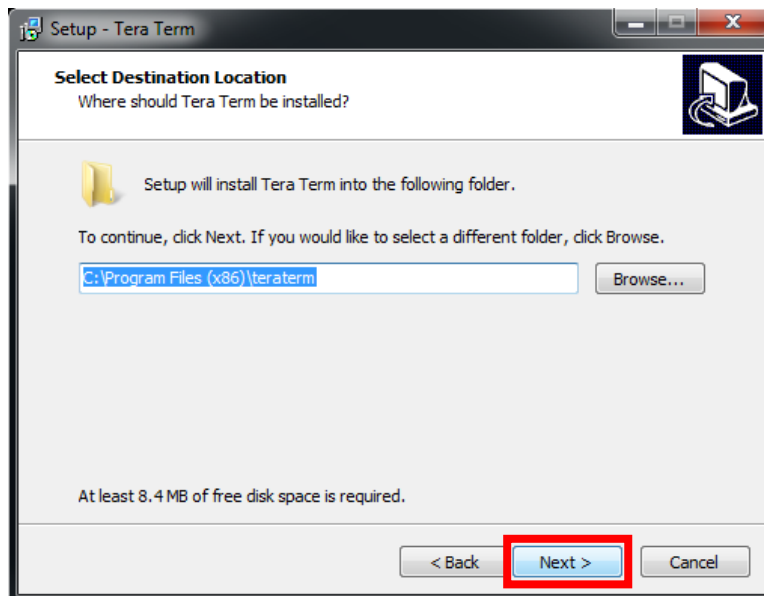 Setup - Tera Term
Select Destination Location
Where should Tera Term be installed?
Setup will install Tera Term into the following folder.
To continue, click Next. If you would like to select a different folder, click Browse.
C:\Program Files (x86)\teraterm
Browse...
At least 8.4 MB of free disk space is required.
< Back
Next >
Cancel